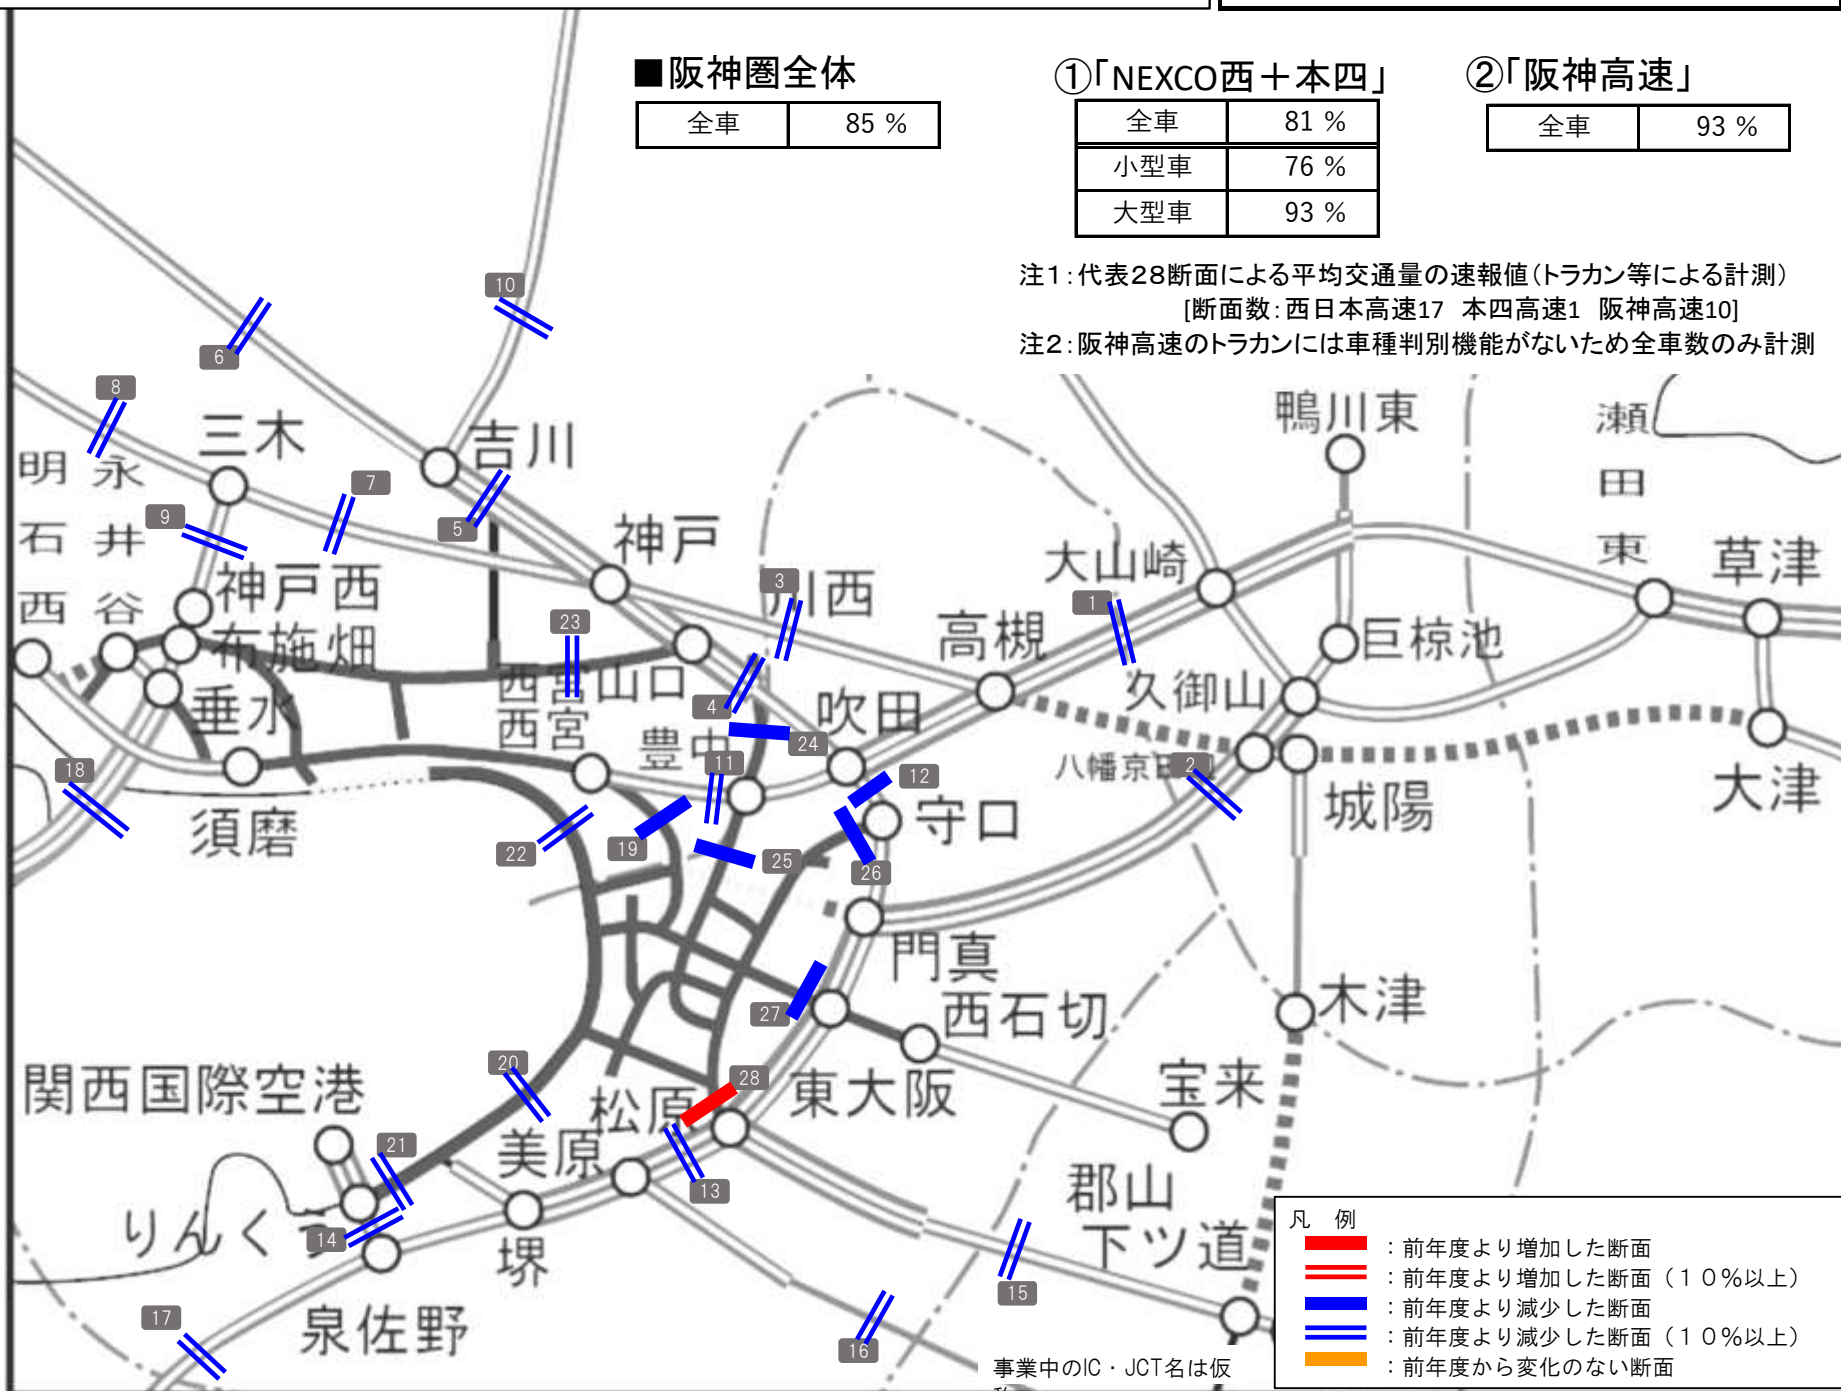 ■阪神圏全体
全車 85 %
①「NEXCO西＋本四」
全車 81 %
小型車 76 %
大型車 93 %
②「阪神高速」
全車 93 %
注1：代表28断面による平均交通量の速報値（トラカン等による計測）
[断面数：西日本高速17 本四高速1 阪神高速10]
注2：阪神高速のトラカンには車種判別機能がないため全車数のみ計測
10
6
8
三木
吉川
鴨川東
瀬田東
明石西
永井谷
7
9
5
神戸
大山崎
草津
3
川西
1
神戸西
布施畑
23
高槻
巨椋池
西宮山口
久御山
垂水
4
吹田
西宮
豊中
24
11
18
12
2
大津
須磨
守口
城陽
22
19
25
26
門真
27
西石切
木津
20
関西国際空港
28
松原
東大阪
宝来
21
美原
13
郡山
下ツ道
りんくう
14
堺
15
17
泉佐野
16
事業中のIC・JCT名は仮
凡 例
：前年度より増加した断面
：前年度より増加した断面（１０％以上）
：前年度より減少した断面
：前年度より減少した断面（１０％以上）
：前年度から変化のない断面